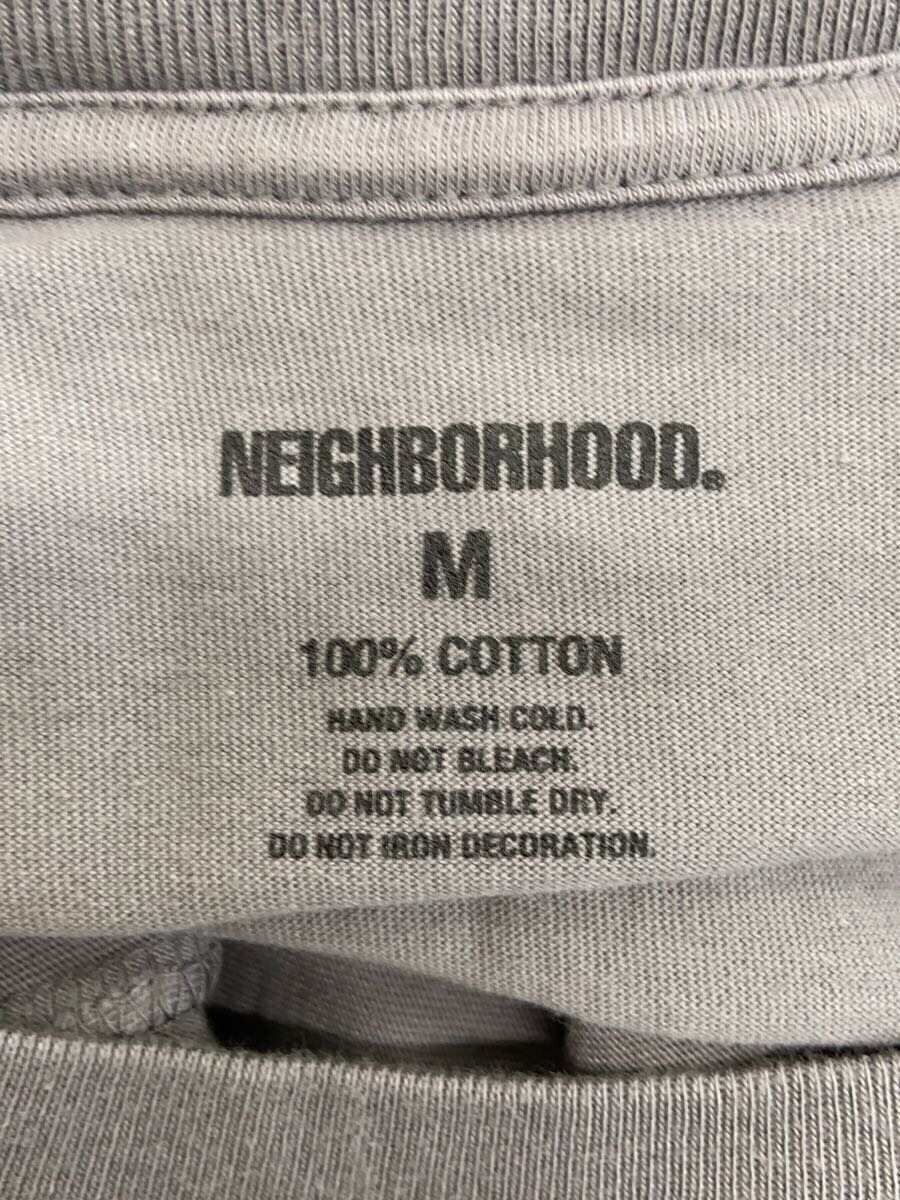 NEIGHBORHOOD®
M
100% COTTON
HAND WASH COLD.
DO NOT BLEACH.
DO NOT TUMBLE DRY.
DO NOT IRON DECORATION.